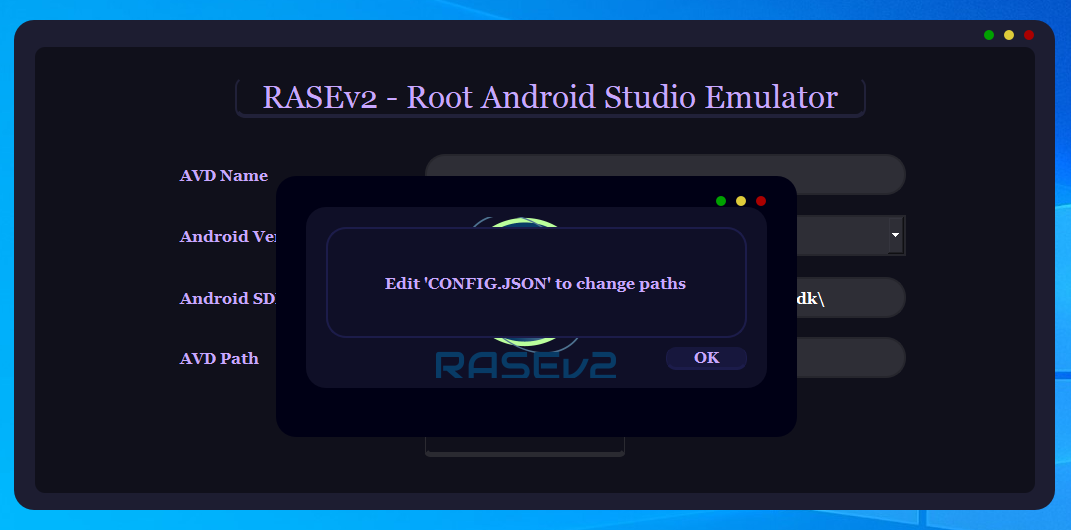 RASEv2 - Root Android Studio Emulator
AVD Name
Android Ver
Android SD
dk\
AVD Path
Edit 'CONFIG.JSON' to change paths
RASEv2
OK